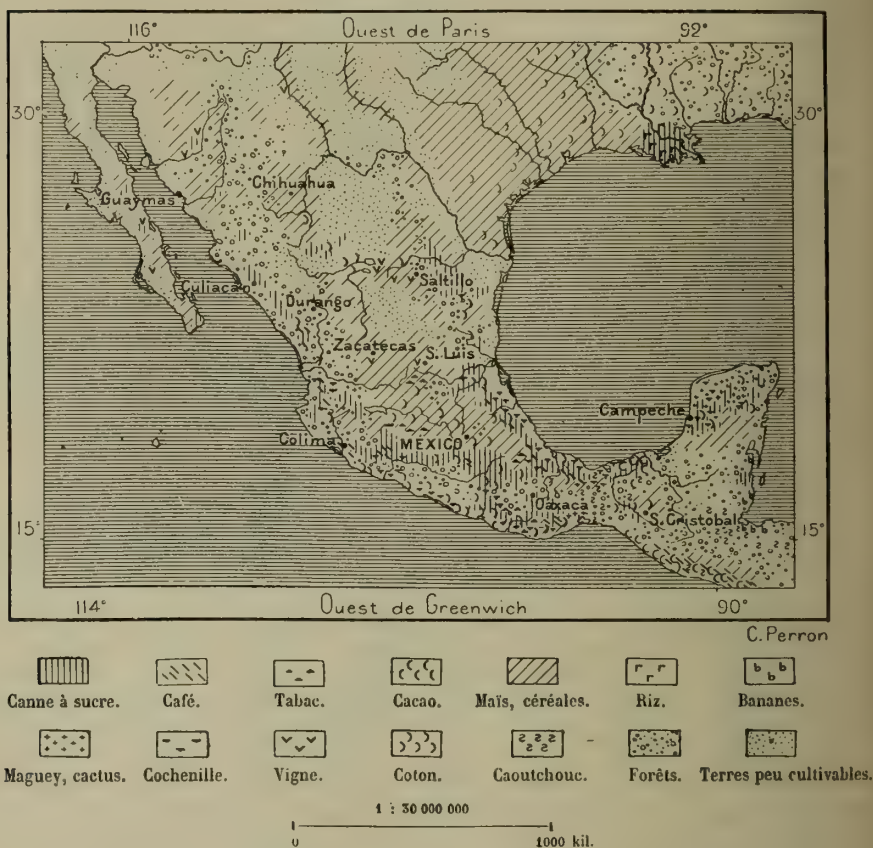 116° Ouest de Paris 92°
30° 30°
Chihuahua
Guaymas
Culiacao
Saltillo
Durango
Zacatecas
S. Luis
Campeche
Colima
MEXICO
Oaxaca
S. Cristobal
15° 15°
114° Ouest de Greenwich 90°
C. Perron
Canne à sucre. Café. Tabac. Cacao. Maïs, céréales. Riz. Bananes.
Maguey, cactus. Cochenille. Vigne. Coton. Caoutchouc. Forêts. Terres peu cultivables.
1 : 30 000 000
0 1000 kil.